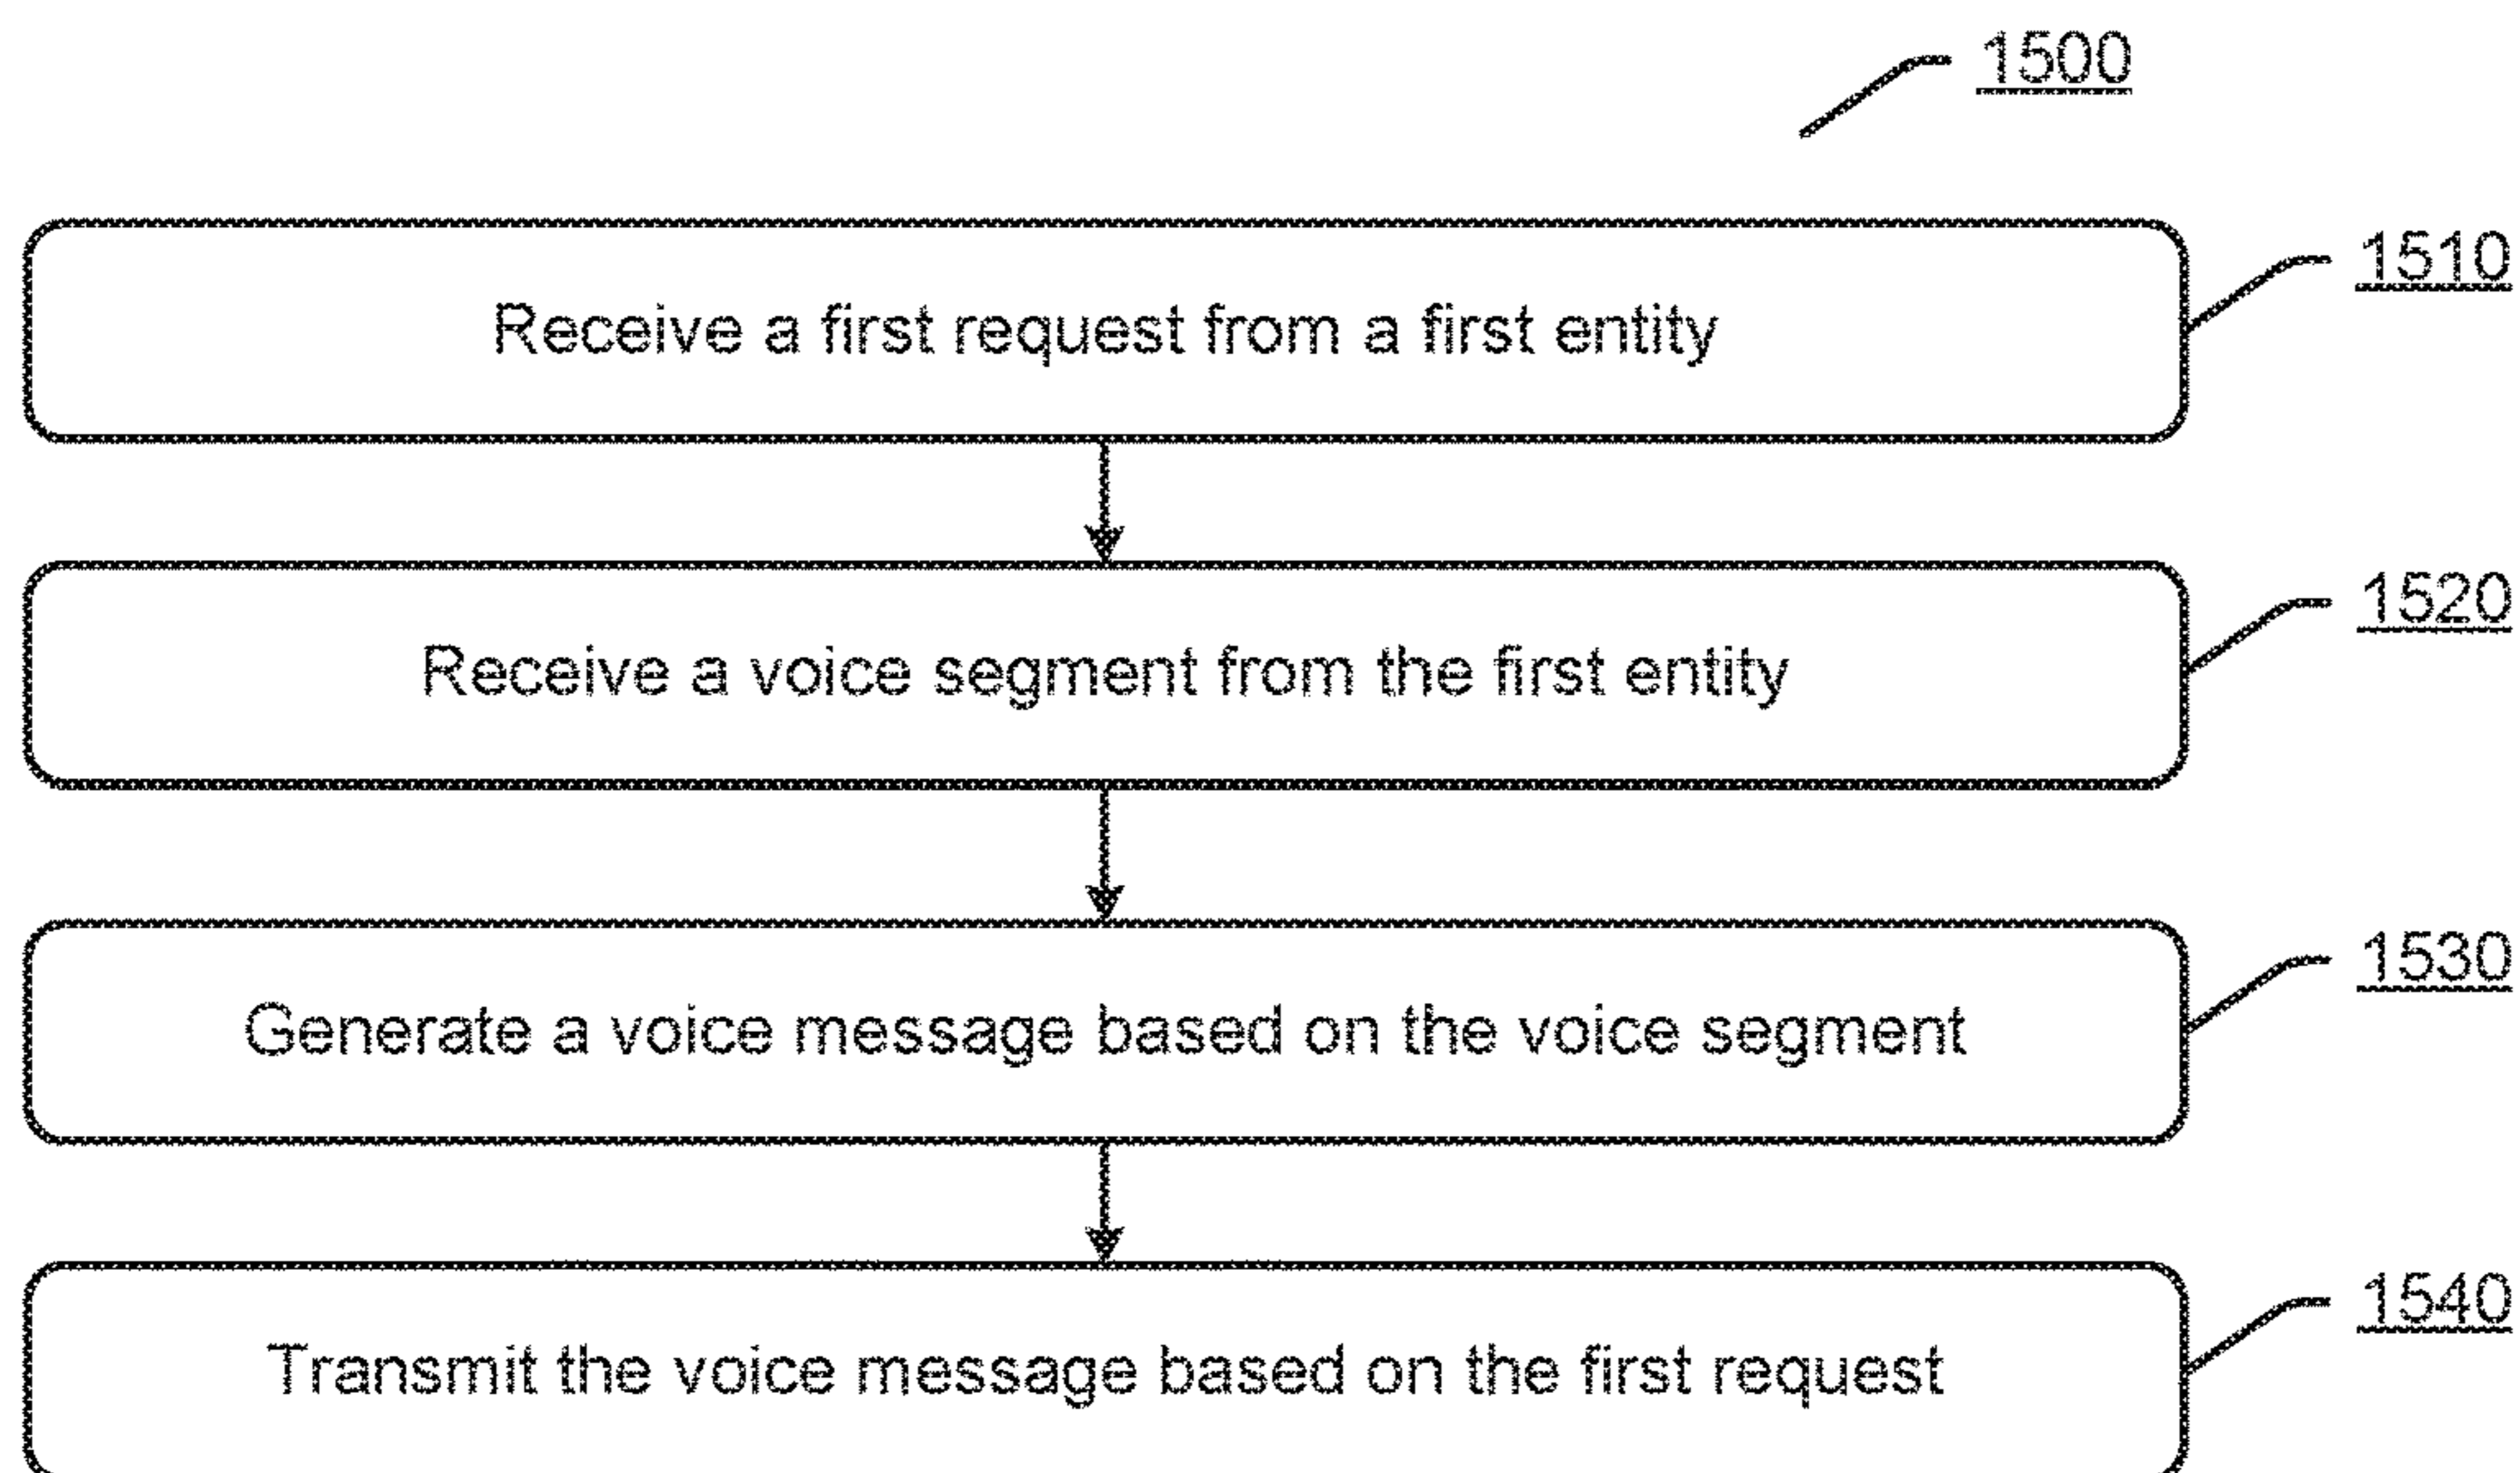 1500
Receive a first request from a first entity
1510
Receive a voice segment from the first entity
1520
Generate a voice message based on the voice segment
1530
Transmit the voice message based on the first request
1540